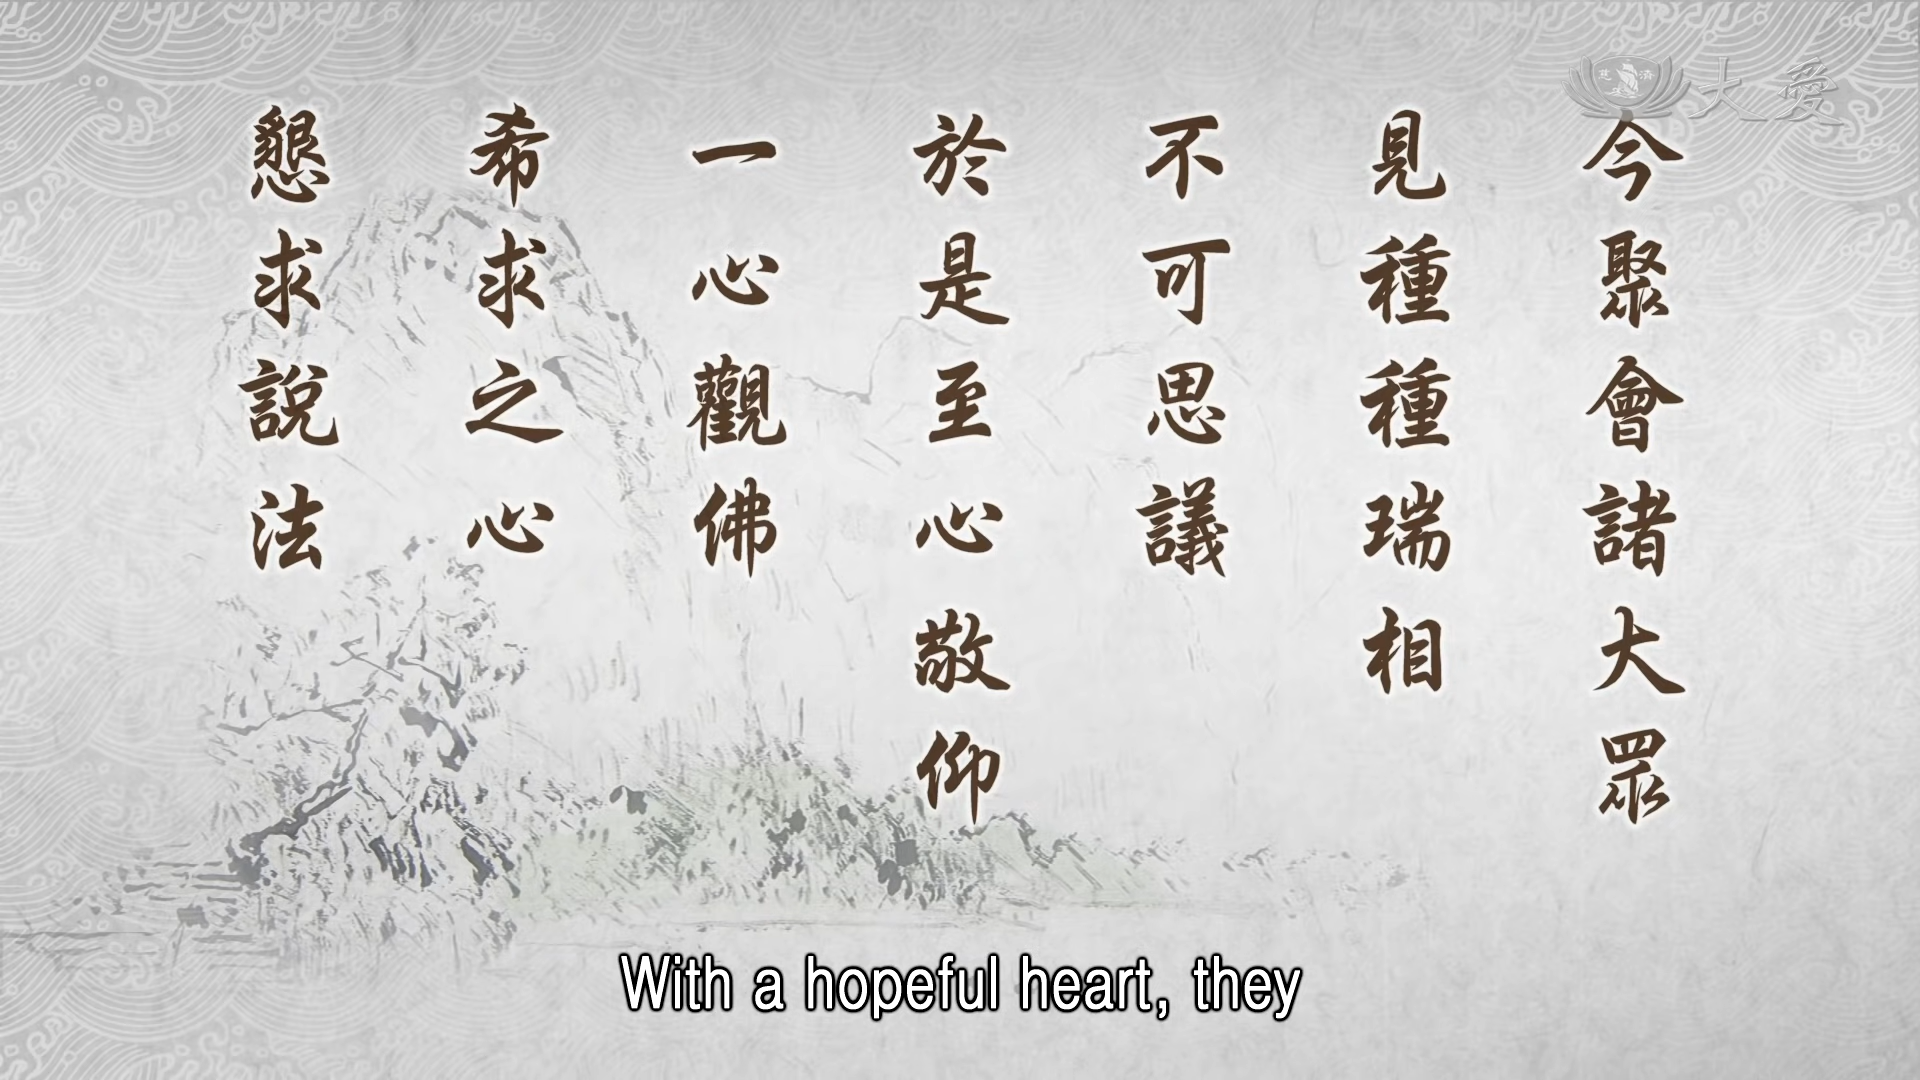 大愛
慈濟
今聚會諸大眾
見種種瑞相
不可思議
於是至心敬仰
一心觀佛
希求之心
懇求說法
With a hopeful heart, they